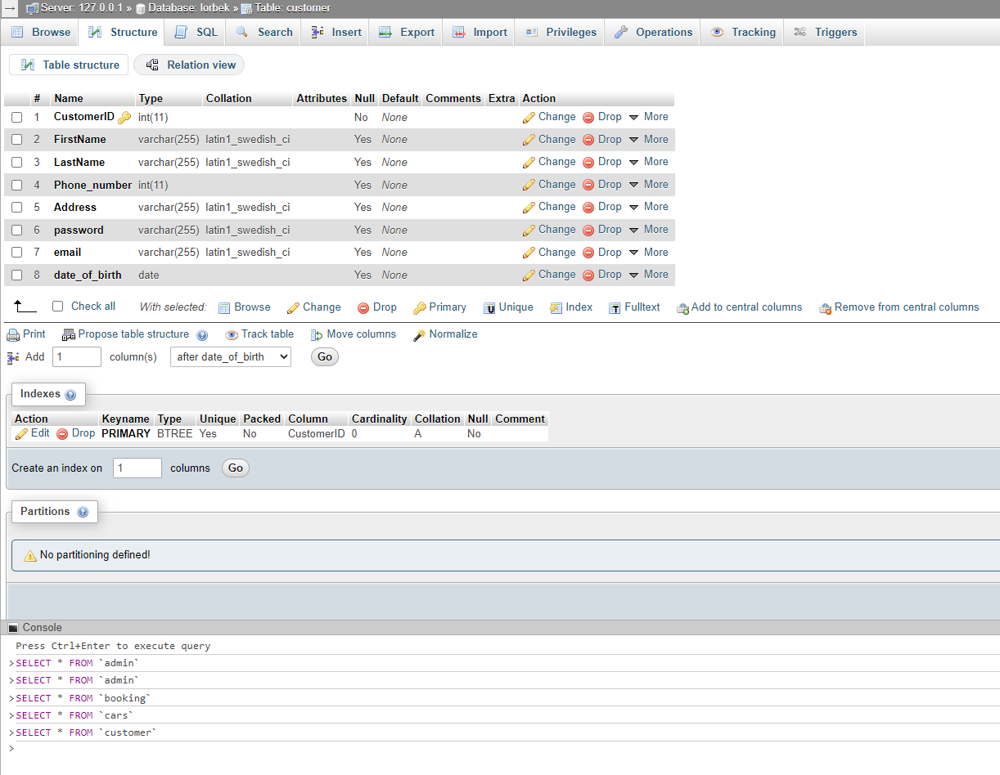 Server: 127.0.0.1 » Database: lorbek » Table: customer
Browse Structure SQL Search Insert Export Import Privileges Operations Tracking Triggers
Table structure Relation view
# Name Type Collation Attributes Null Default Comments Extra Action
1 CustomerID int(11) No None Change Drop More
2 FirstName varchar(255) latin1_swedish_ci Yes None Change Drop More
3 LastName varchar(255) latin1_swedish_ci Yes None Change Drop More
4 Phone_number int(11) Yes None Change Drop More
5 Address varchar(255) latin1_swedish_ci Yes None Change Drop More
6 password varchar(255) latin1_swedish_ci Yes None Change Drop More
7 email varchar(255) latin1_swedish_ci Yes None Change Drop More
8 date_of_birth date Yes None Change Drop More
Check all With selected: Browse Change Drop Primary Unique Index Fulltext Add to central columns Remove from central columns
Print Propose table structure Track table Move columns Normalize
Add 1 column(s) after date_of_birth Go
Indexes
Action Keyname Type Unique Packed Column Cardinality Collation Null Comment
Edit Drop PRIMARY BTREE Yes No CustomerID 0 A No
Create an index on 1 columns Go
Partitions
No partitioning defined!
Console
Press Ctrl+Enter to execute query
>SELECT * FROM `admin`
>SELECT * FROM `admin`
>SELECT * FROM `booking`
>SELECT * FROM `cars`
>SELECT * FROM `customer`
>